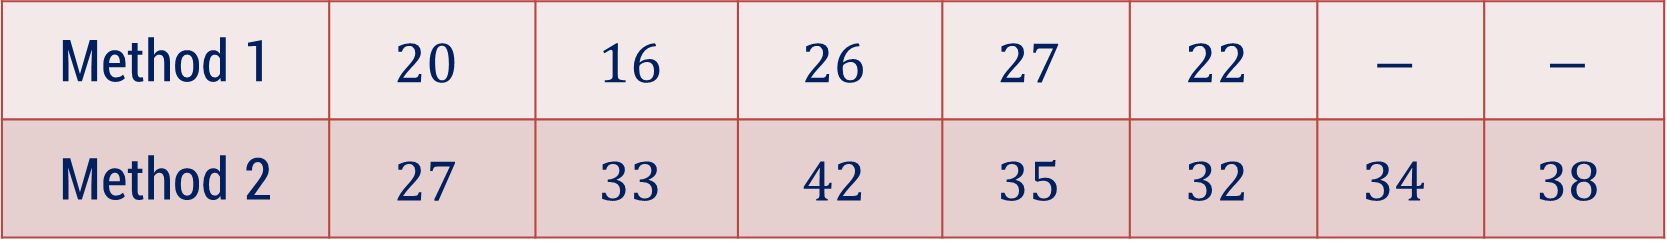 Method 1 20 16 26 27 22 – –
Method 2 27 33 42 35 32 34 38